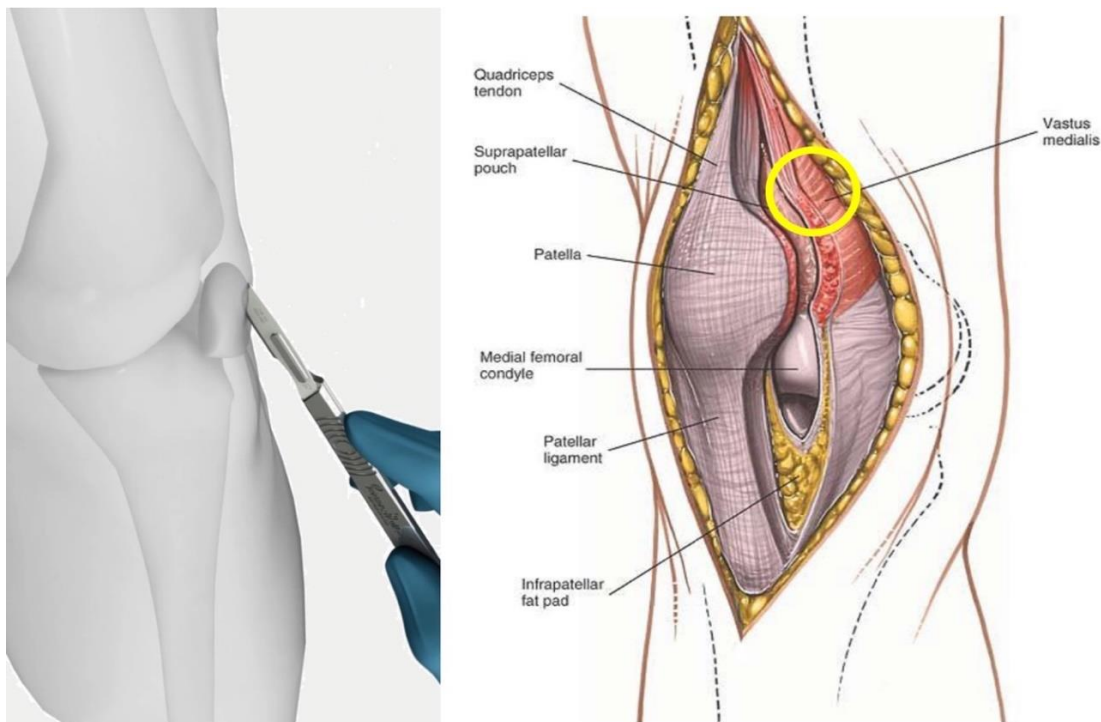 Quadriceps
tendon
Suprapatellar
pouch
Patella
Medial femoral
condyle
Patellar
ligament
Infrapatellar
fat pad
Vastus
medialis